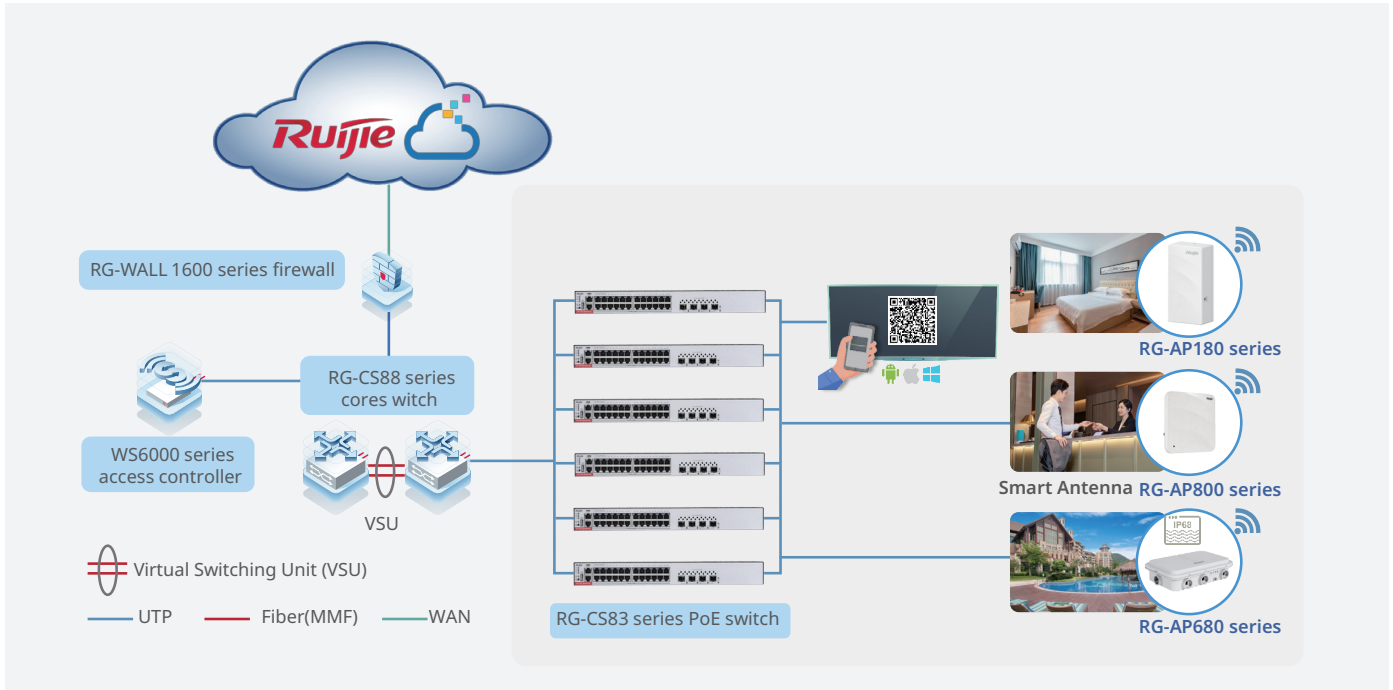 Ruijie
RG-WALL 1600 series firewall
RG-CS88 series
cores witch
WS6000 series
access controller
VSU
Virtual Switching Unit (VSU)
UTP
Fiber(MMF)
WAN
RG-CS83 series PoE switch
RG-AP180 series
Smart Antenna
RG-AP800 series
IP68
RG-AP680 series